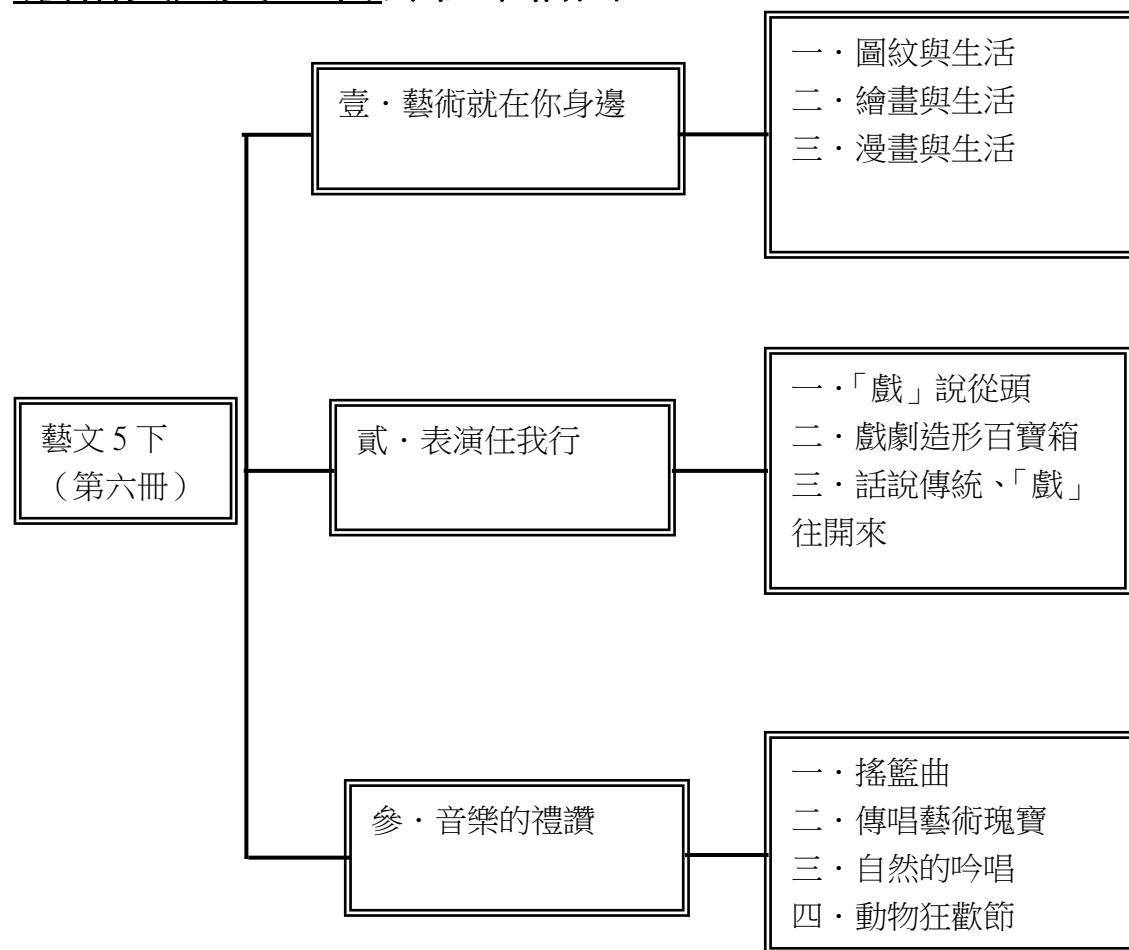 壹．藝術就在你身邊
一．圖紋與生活
二．繪畫與生活
三．漫畫與生活
藝文 5 下
（第六冊）
貳．表演任我行
一．「戲」說從頭
二．戲劇造形百寶箱
三．話說傳統、「戲」
往開來
參．音樂的禮讚
一．搖籃曲
二．傳唱藝術瑰寶
三．自然的吟唱
四．動物狂歡節